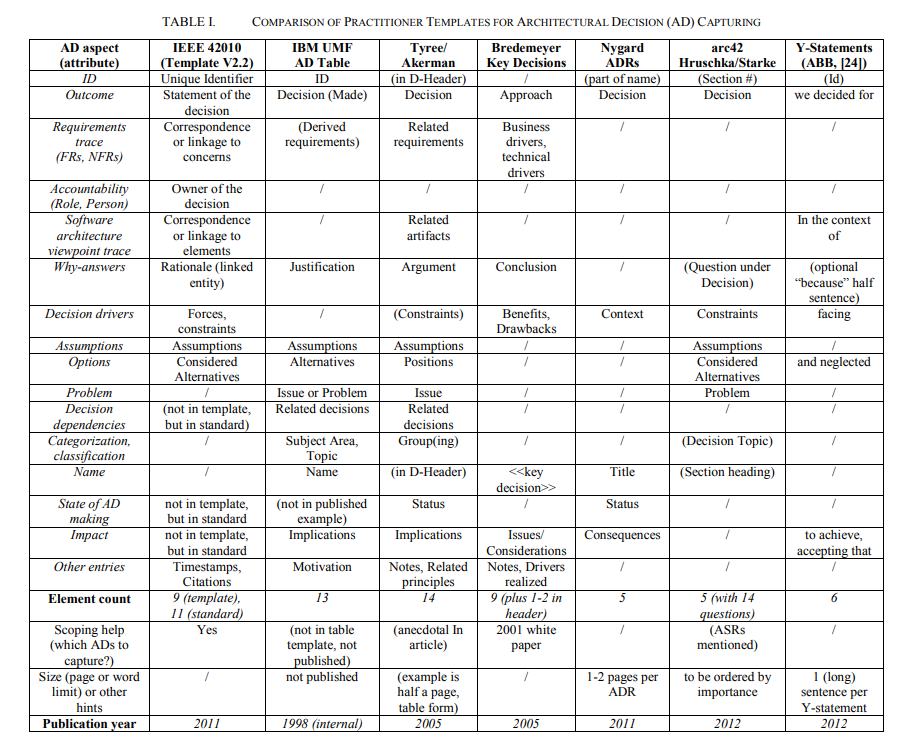 TABLE I. COMPARISON OF PRACTITIONER TEMPLATES FOR ARCHITECTURAL DECISION (AD) CAPTURING
AD aspect (attribute) | IEEE 42010 (Template V2.2) | IBM UMF AD Table | Tyree/ Akerman | Bredemeyer Key Decisions | Nygard ADRs | arc42 Hruschka/Starke | Y-Statements (ABB, [24])
ID | Unique Identifier | ID | (in D-Header) | / | (part of name) | (Section #) | (Id)
Outcome | Statement of the decision | Decision (Made) | Decision | Approach | Decision | Decision | we decided for
Requirements trace (FRs, NFRs) | Correspondence or linkage to concerns | (Derived requirements) | Related requirements | Business drivers, technical drivers | / | / | /
Accountability (Role, Person) | Owner of the decision | / | / | / | / | / | /
Software architecture viewpoint trace | Correspondence or linkage to elements | / | Related artifacts | / | / | / | In the context of
Why-answers | Rationale (linked entity) | Justification | Argument | Conclusion | / | (Question under Decision) | (optional “because” half sentence)
Decision drivers | Forces, constraints | / | (Constraints) | Benefits, Drawbacks | Context | Constraints | facing
Assumptions | Assumptions | Assumptions | Assumptions | / | / | Assumptions | /
Options | Considered Alternatives | Alternatives | Positions | / | / | Considered Alternatives | and neglected
Problem | / | Issue or Problem | Issue | / | / | Problem | /
Decision dependencies | (not in template, but in standard) | Related decisions | Related decisions | / | / | / | /
Categorization, classification | / | Subject Area, Topic | Group(ing) | / | / | (Decision Topic) | /
Name | / | Name | (in D-Header) | <<key decision>> | Title | (Section heading) | /
State of AD making | not in template, but in standard | (not in published example) | Status | / | Status | / | /
Impact | not in template, but in standard | Implications | Implications | Issues/ Considerations | Consequences | / | to achieve, accepting that
Other entries | Timestamps, Citations | Motivation | Notes, Related principles | Notes, Drivers realized | / | / | /
Element count | 9 (template), 11 (standard) | 13 | 14 | 9 (plus 1-2 in header) | 5 | 5 (with 14 questions) | 6
Scoping help (which ADs to capture?) | Yes | (not in table template, not published) | (anecdotal In article) | 2001 white paper | / | (ASRs mentioned) | /
Size (page or word limit) or other hints | / | not published | (example is half a page, table form) | / | 1-2 pages per ADR | to be ordered by importance | 1 (long) sentence per Y-statement
Publication year | 2011 | 1998 (internal) | 2005 | 2005 | 2011 | 2012 | 2012